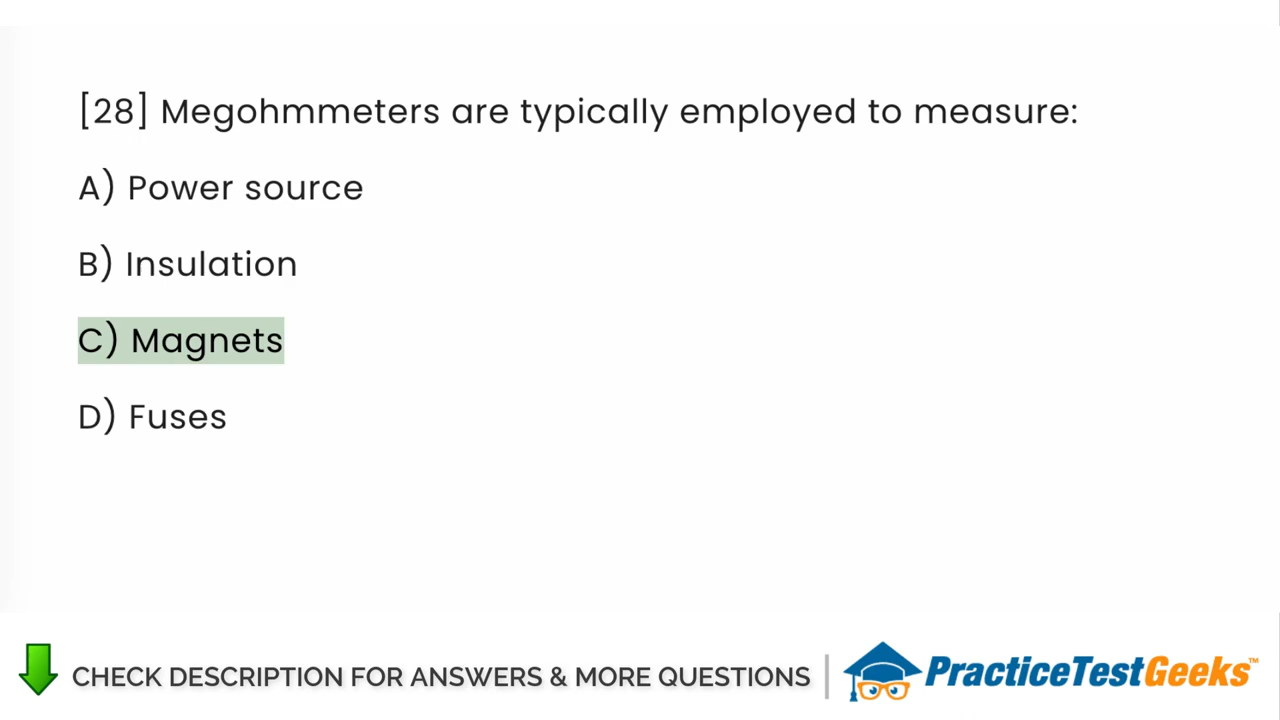 [28] Megohmmeters are typically employed to measure:
A) Power source
B) Insulation
C) Magnets
D) Fuses
CHECK DESCRIPTION FOR ANSWERS & MORE QUESTIONS
PracticeTestGeeks™